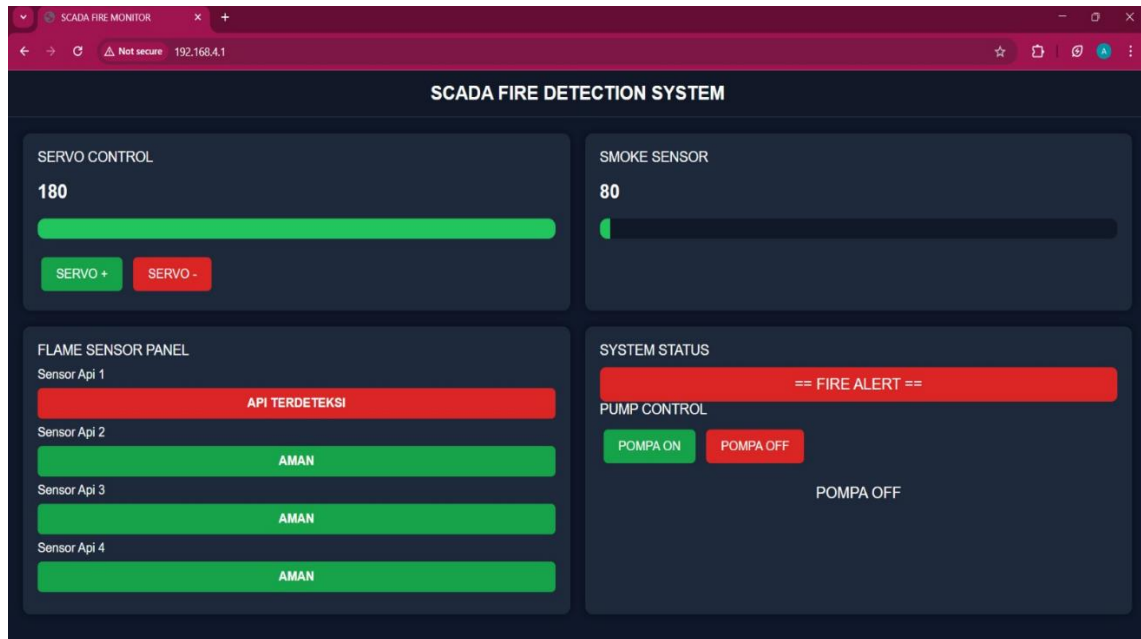 SCADA FIRE MONITOR
Not secure 192.168.4.1
A
SCADA FIRE DETECTION SYSTEM
SERVO CONTROL
180
SERVO +
SERVO -
SMOKE SENSOR
80
FLAME SENSOR PANEL
Sensor Api 1
API TERDETEKSI
Sensor Api 2
AMAN
Sensor Api 3
AMAN
Sensor Api 4
AMAN
SYSTEM STATUS
== FIRE ALERT ==
PUMP CONTROL
POMPA ON
POMPA OFF
POMPA OFF